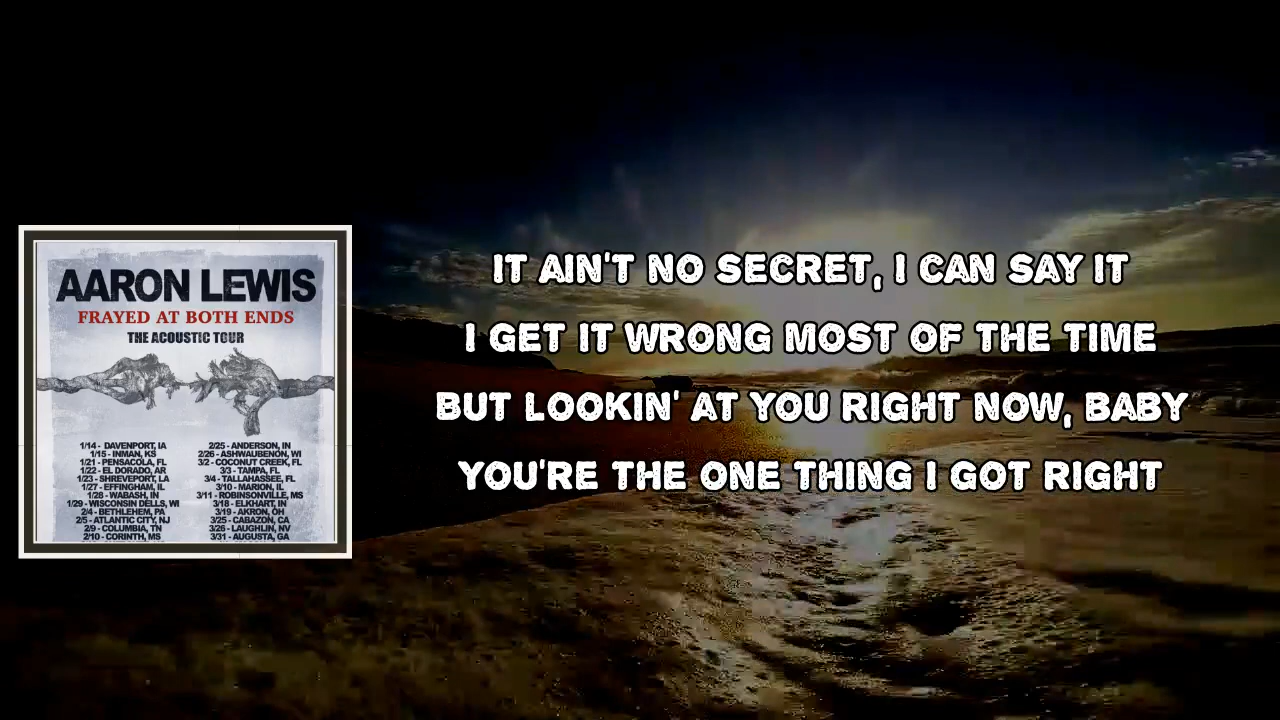 AARON LEWIS
FRAYED AT BOTH ENDS
THE ACOUSTIC TOUR
1/14 - DAVENPORT, IA
1/15 - INMAN, KS
1/21 - PENSACOLA, FL
1/22 - EL DORADO, AR
1/23 - SHREVEPORT, LA
1/27 - EFFINGHAM, IL
1/28 - WABASH, IN
1/29 - WISCONSIN DELLS, WI
2/4 - BETHLEHEM, PA
2/5 - ATLANTIC CITY, NJ
2/9 - COLUMBIA, TN
2/10 - CORINTH, MS
2/25 - ANDERSON, IN
2/26 - ASHWAUBENON, WI
3/2 - COCONUT CREEK, FL
3/3 - TAMPA, FL
3/4 - TALLAHASSEE, FL
3/10 - MARION, IL
3/11 - ROBINSONVILLE, MS
3/18 - ELKHART, IN
3/19 - AKRON, OH
3/25 - CABAZON, CA
3/26 - LAUGHLIN, NV
3/31 - AUGUSTA, GA
IT AIN'T NO SECRET, I CAN SAY IT
I GET IT WRONG MOST OF THE TIME
BUT LOOKIN' AT YOU RIGHT NOW, BABY
YOU'RE THE ONE THING I GOT RIGHT